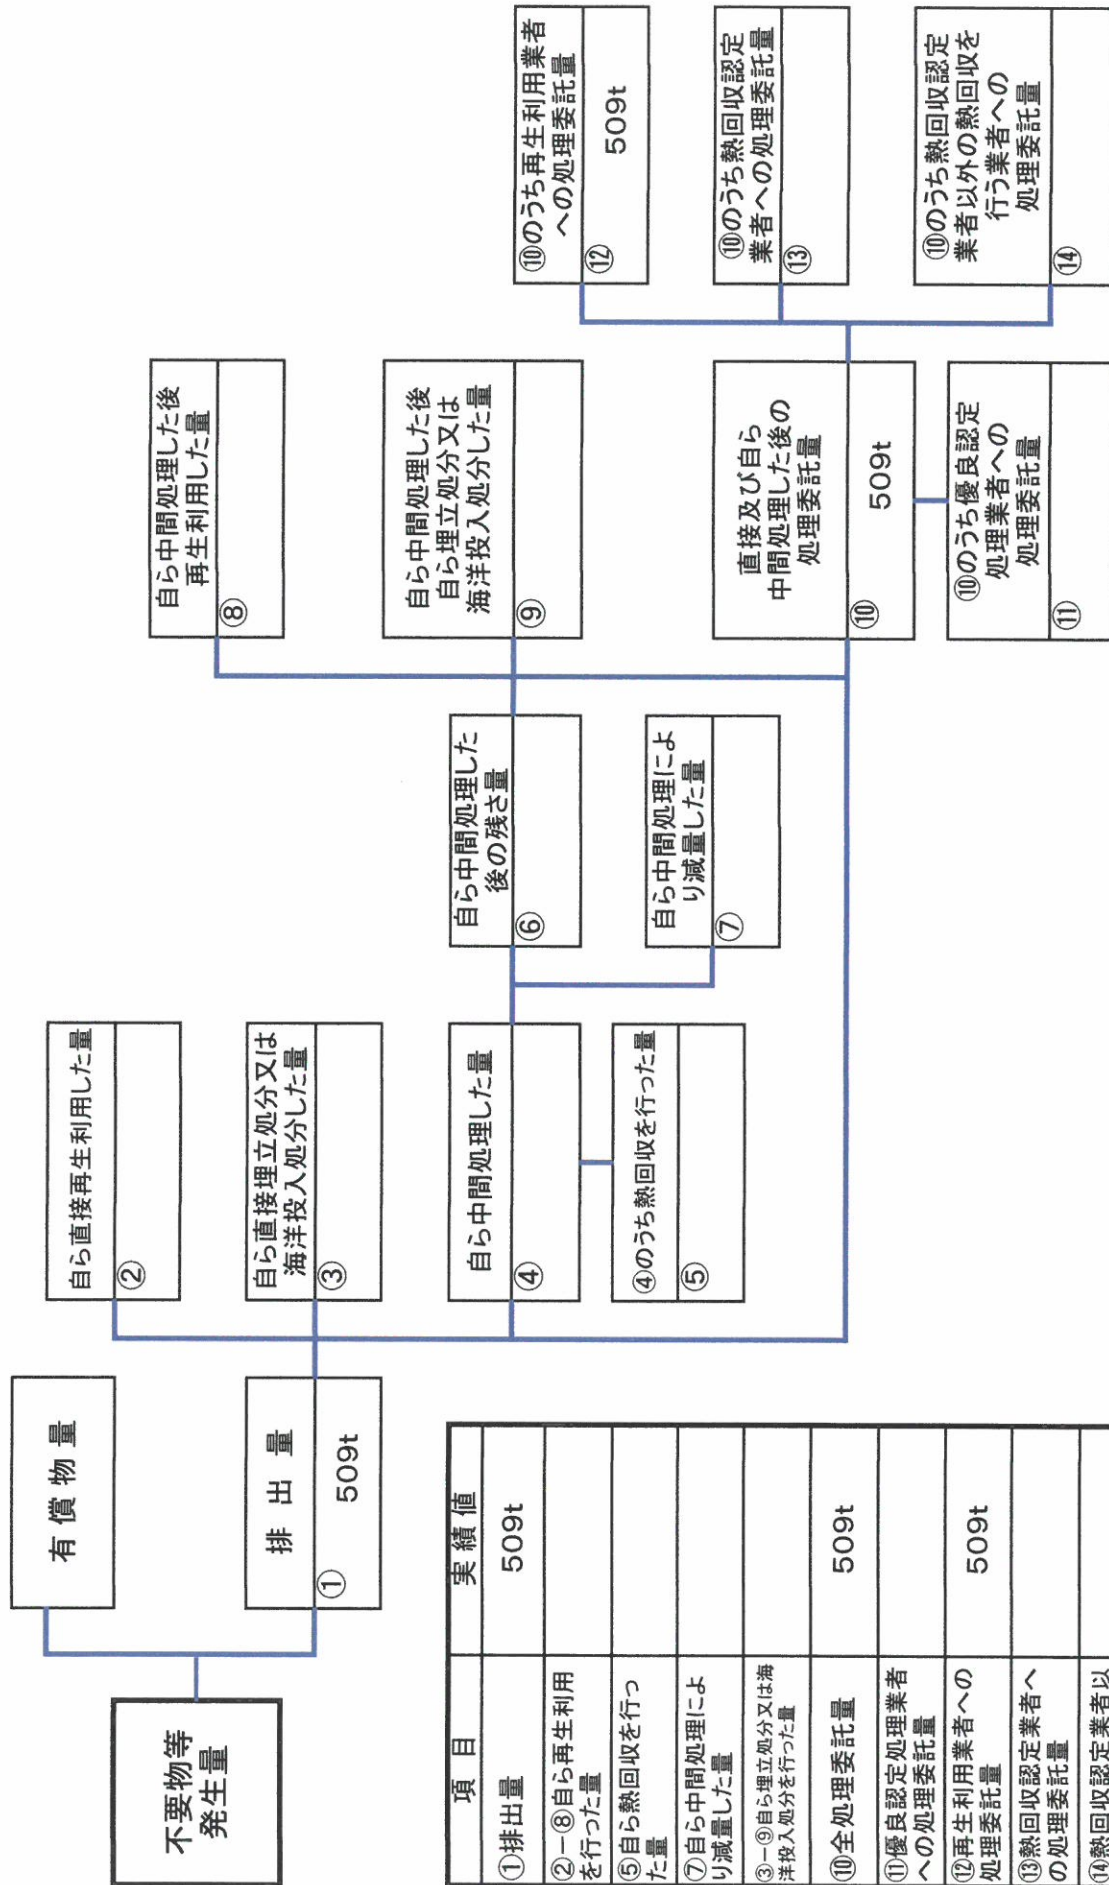 不要物等
発生量
有償物量
排出量
①
509t
自ら直接再生利用した量
②
自ら直接埋立処分又は
海洋投入処分した量
③
自ら中間処理した量
④
④のうち熱回収を行った量
⑤
自ら中間処理した
後の残さ量
⑥
自ら中間処理によ
り減量した量
⑦
自ら中間処理した後
再生利用した量
⑧
自ら中間処理した後
自ら埋立処分又は
海洋投入処分した量
⑨
直接及び自ら
中間処理した後の
処理委託量
⑩
509t
⑩のうち優良認定
処理業者への
処理委託量
⑪
⑩のうち再生利用業者
への処理委託量
⑫
509t
⑩のうち熱回収認定
業者への処理委託量
⑬
⑩のうち熱回収認定
業者以外の熱回収を
行う業者への
処理委託量
⑭
項目 実績値
①排出量 509t
②ー⑧自ら再生利用
を行った量
⑤自ら熱回収を行っ
た量
⑦自ら中間処理によ
り減量した量
③ー⑨自ら埋立処分又は海
洋投入処分を行った量
⑩全処理委託量 509t
⑪優良認定処理業者
への処理委託量
⑫再生利用業者への
処理委託量 509t
⑬熱回収認定業者へ
の処理委託量
⑭熱回収認定業者以